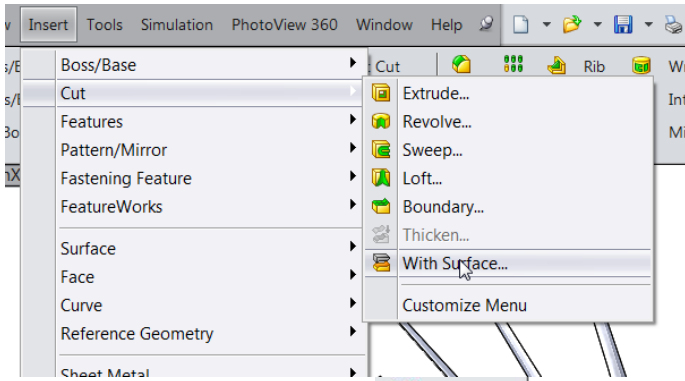 Insert Tools Simulation PhotoView 360 Window Help
Boss/Base
Cut
Features
Pattern/Mirror
Fastening Feature
FeatureWorks
Surface
Face
Curve
Reference Geometry
Sheet Metal
Cut
Rib
Extrude...
Revolve...
Sweep...
Loft...
Boundary...
Thicken...
With Surface...
Customize Menu